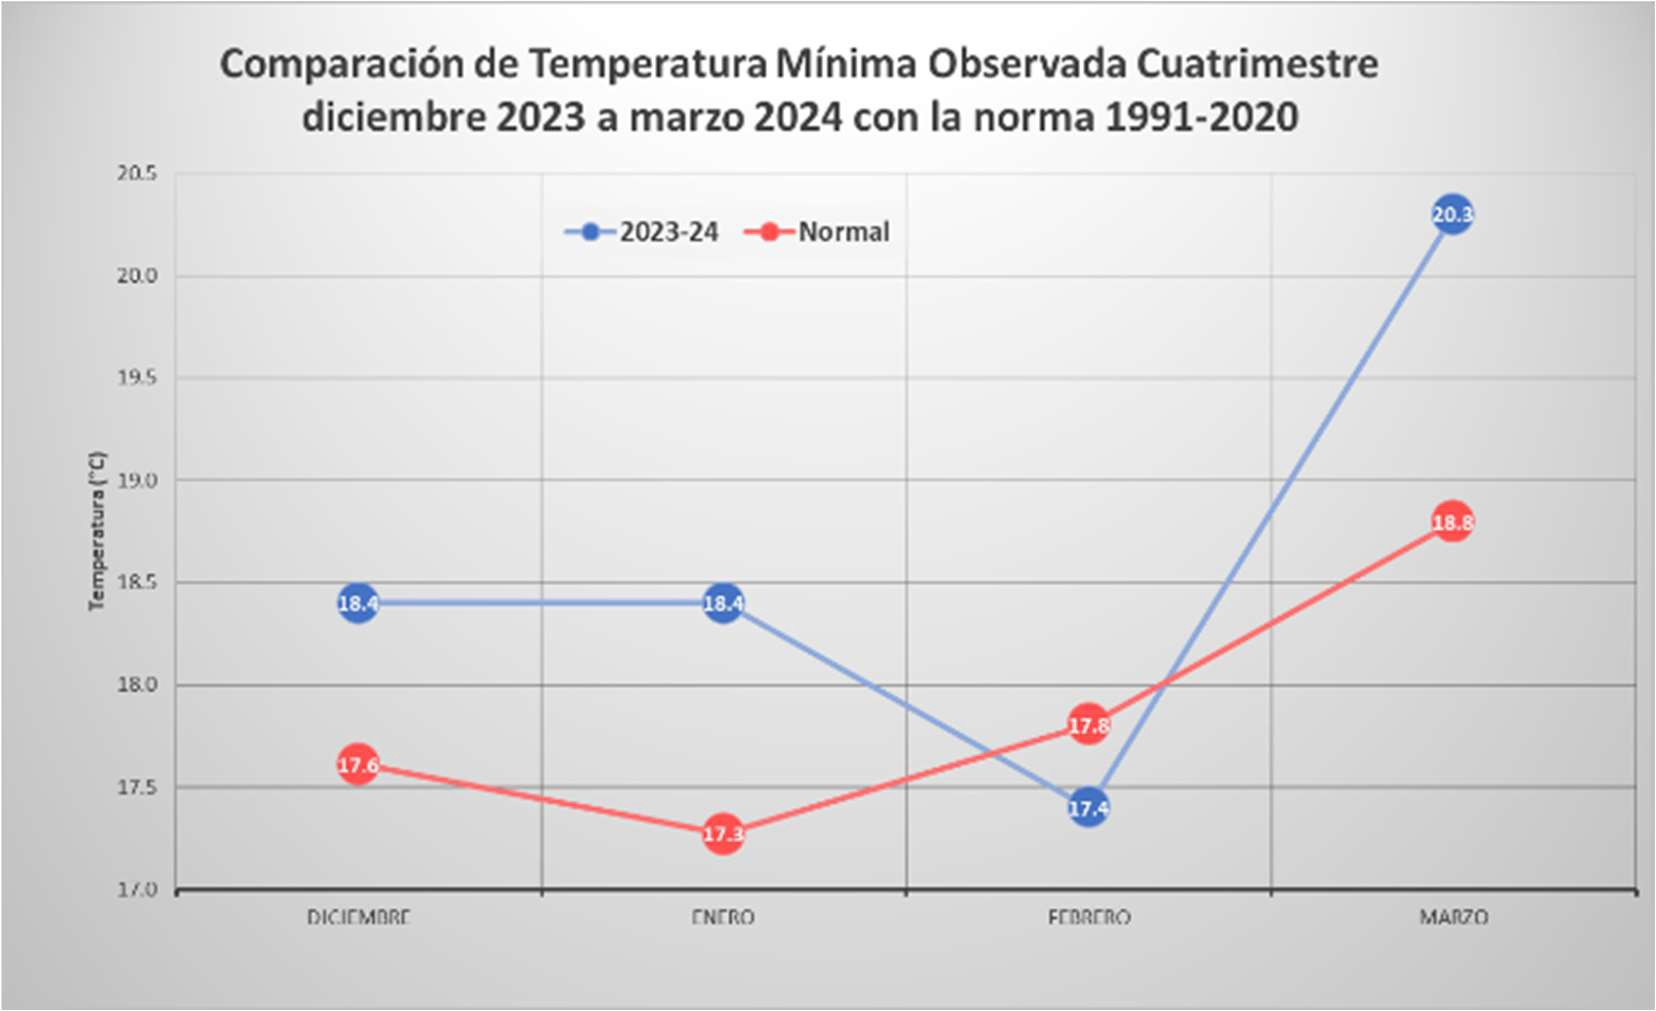 Comparación de Temperatura Mínima Observada Cuatrimestre
diciembre 2023 a marzo 2024 con la norma 1991-2020
2023-24 Normal
Temperatura (°C)
20.5
20.0
19.5
19.0
18.5
18.0
17.5
17.0
18.4 18.4 17.4 20.3
17.6 17.3 17.8 18.8
DICIEMBRE ENERO FEBRERO MARZO